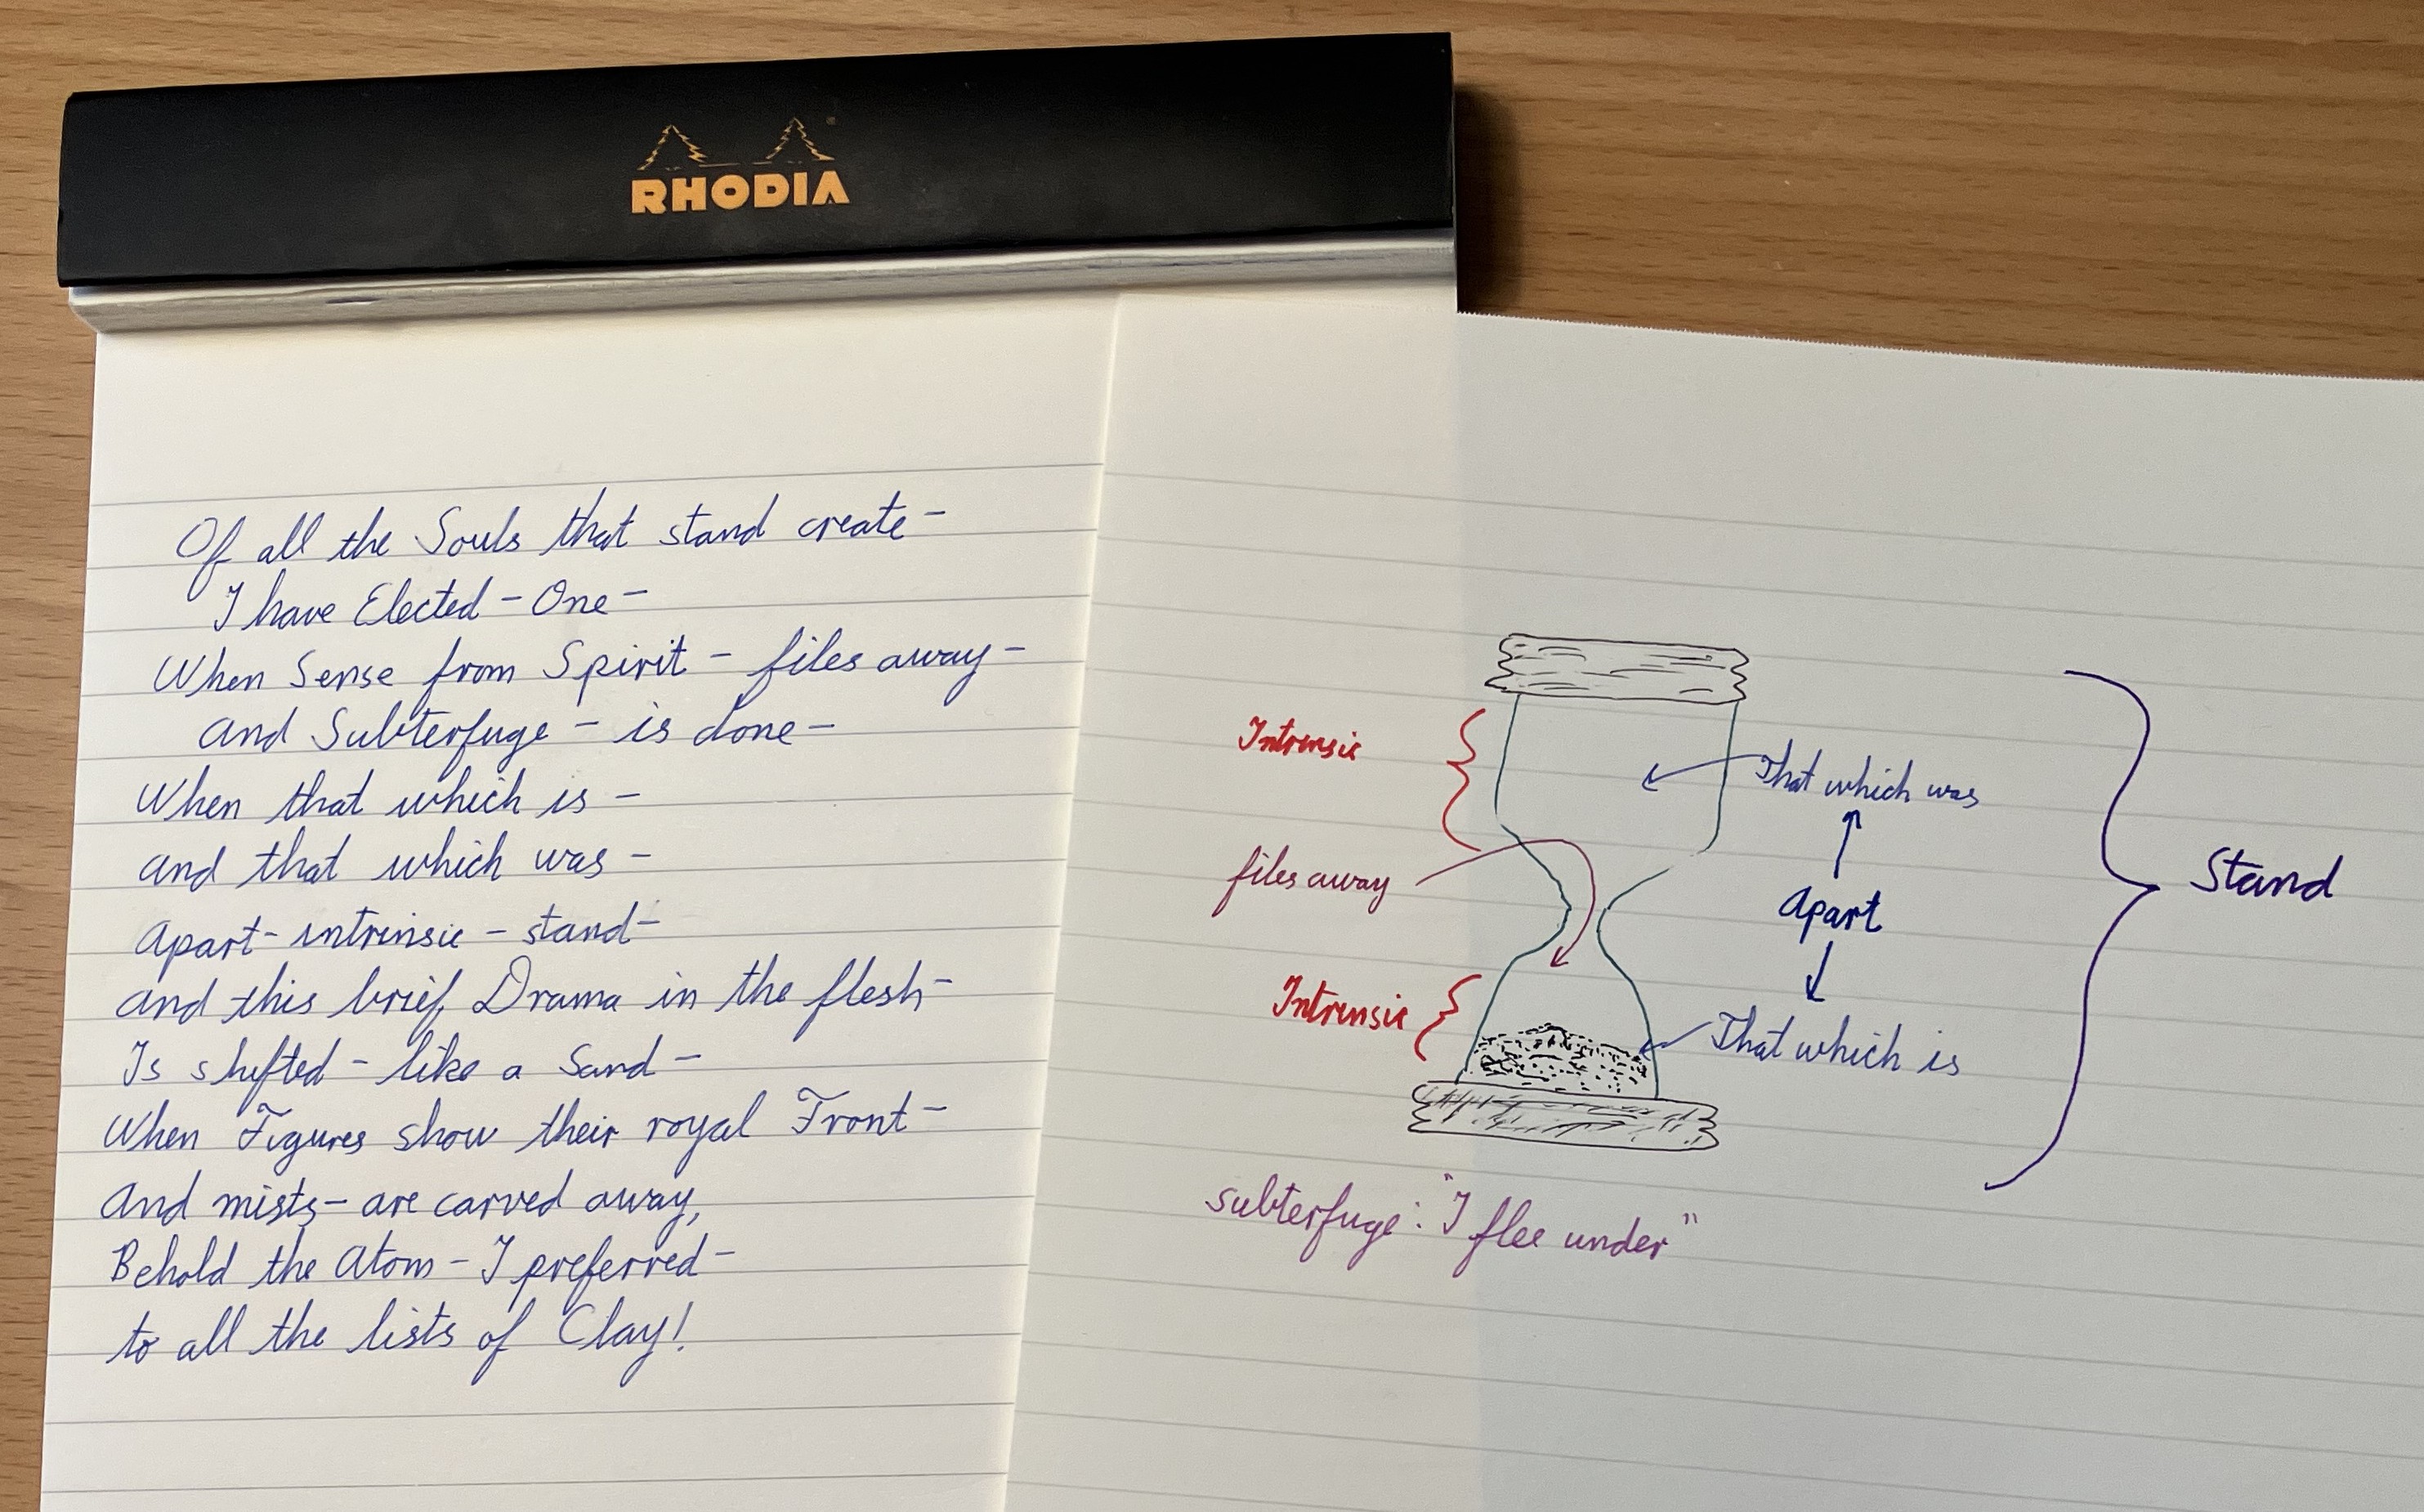 RHODIA
Of all the Souls that stand create –
I have Elected – One –
When Sense from Spirit – files away –
And Subterfuge – is done –
When that which is –
and that which was –
Apart – intrinsic – stand –
And this brief Drama in the flesh –
Is shifted – like a Sand –
When Figures show their royal Front –
And mists – are carved away,
Behold the Atom – I preferred –
to all the lists of Clay!
Intrinsic
That which was
files away
Apart
Stand
Intrinsic
That which is
subterfuge: "I flee under"